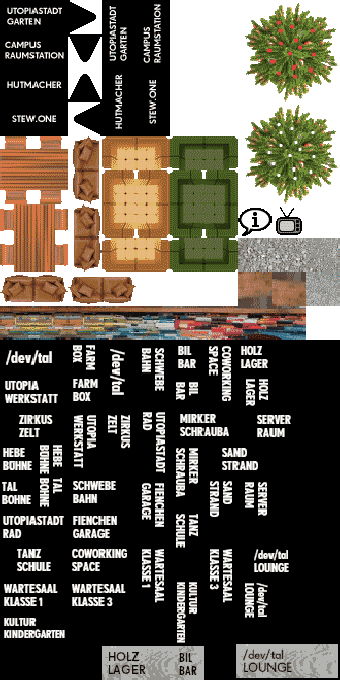 UTOPIASTADT
GARTEN
CAMPUS
RAUMSTATION
HUTMACHER
STEW.ONE
UTOPIASTADT
GARTEN
CAMPUS
RAUMSTATION
HUTMACHER
STEW.ONE
i
/dev/tal
FARM
BOX
/dev/tal
SCHWEBE
BAHN
BIL
BAR
COWORKING
SPACE
HOLZ
LAGER
UTOPIA
WERKSTATT
FARM
BOX
BIL
BAR
HOLZ
LAGER
ZIRKUS
ZELT
UTOPIA
WERKSTATT
ZIRKUS
ZELT
UTOPIASTADT
RAD
MIRKER
SCHRAUBA
SERVER
RAUM
HEBE
BÜHNE
HEBE
BÜHNE
TAL
BÜHNE
MIRKER
SCHRAUBA
SAMD
STRAND
TAL
BOHNE
SCHWEBE
BAHN
FIENCHEN
GARAGE
SAND
STRAND
SERVER
RAUM
UTOPIASTADT
RAD
FIENCHEN
GARAGE
TANZ
SCHULE
TANZ
SCHULE
COWORKING
SPACE
WARTESAAL
KLASSE 1
WARTESAAL
KLASSE 3
/dev/tal
LOUNGE
WARTESAAL
KLASSE 1
WARTESAAL
KLASSE 3
KULTUR
KINDERGARTEN
/dev/tal
LOUNGE
KULTUR
KINDERGARTEN
HOLZ
LAGER
BIL
BAR
/dev/tal
LOUNGE